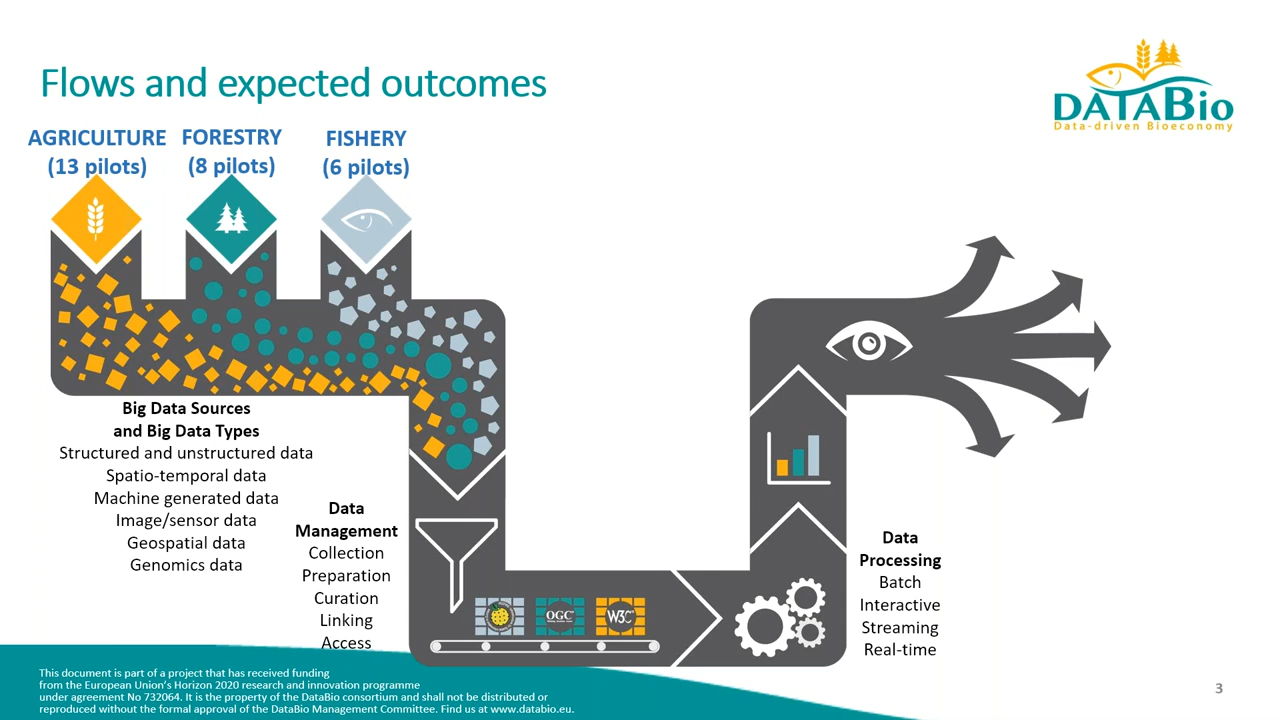 Flows and expected outcomes
DATABio
Data-driven Bioeconomy
AGRICULTURE
(13 pilots)
FORESTRY
(8 pilots)
FISHERY
(6 pilots)
Big Data Sources
and Big Data Types
Structured and unstructured data
Spatio-temporal data
Machine generated data
Image/sensor data
Geospatial data
Genomics data
Data
Management
Collection
Preparation
Curation
Linking
Access
OGC
W3C
Data
Processing
Batch
Interactive
Streaming
Real-time
This document is part of a project that has received funding
from the European Union's Horizon 2020 research and innovation programme
under agreement No 732064. It is the property of the DataBio consortium and shall not be distributed or
reproduced without the formal approval of the DataBio Management Committee. Find us at www.databio.eu.
3